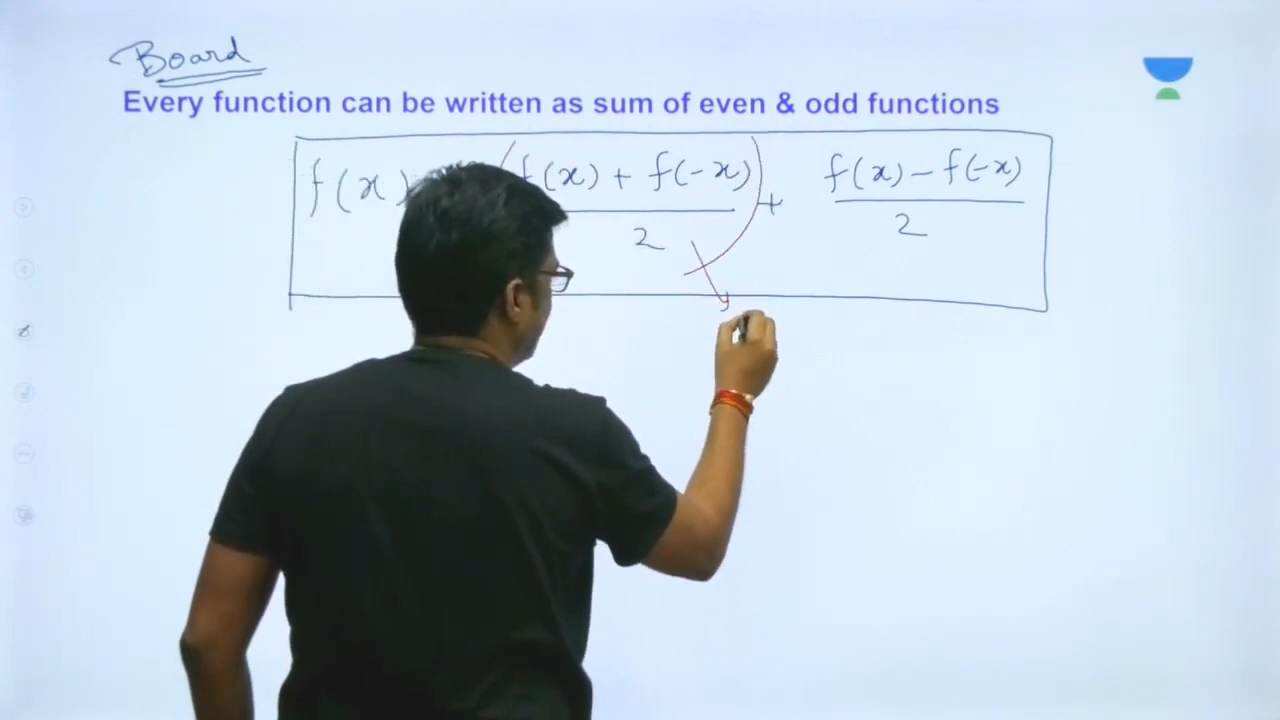 Board
Every function can be written as sum of even & odd functions
f(x) f(x) + f(-x) / 2 + f(x) - f(-x) / 2